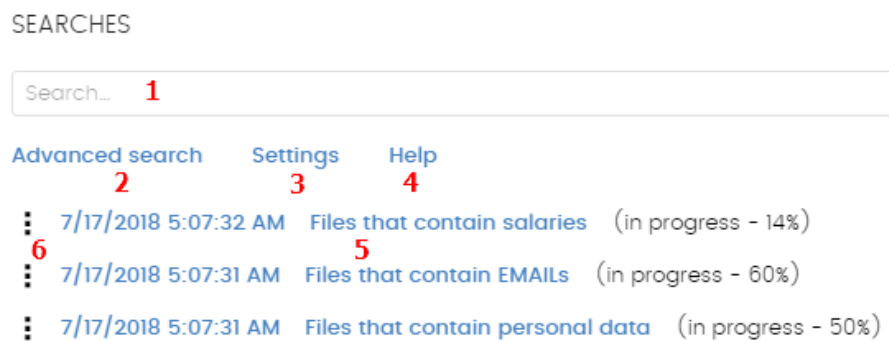 SEARCHES
Search... 1
Advanced search Settings Help
2 3 4
7/17/2018 5:07:32 AM Files that contain salaries (in progress - 14%)
6 5
7/17/2018 5:07:31 AM Files that contain EMAILs (in progress - 60%)
7/17/2018 5:07:31 AM Files that contain personal data (in progress - 50%)